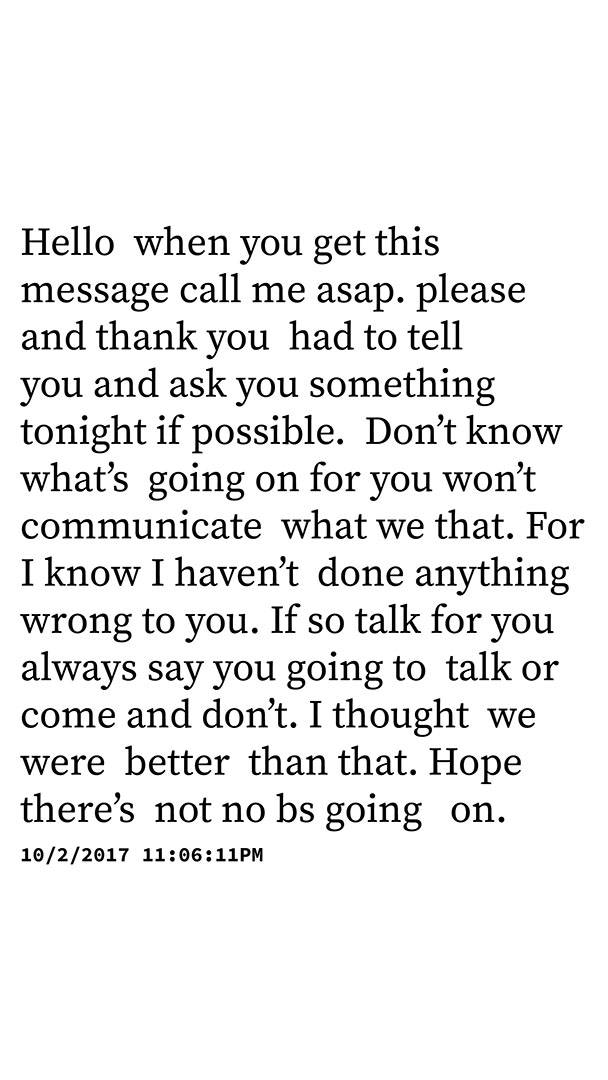 Hello  when you get this
message call me asap. please
and thank you  had to tell
you and ask you something
tonight if possible.  Don’t know
what’s  going on for you won’t
communicate  what we that. For
I know I haven’t  done anything
wrong to you. If so talk for you
always say you going to  talk or
come and don’t. I thought  we
were  better  than that. Hope
there’s  not no bs going   on.
10/2/2017 11:06:11PM